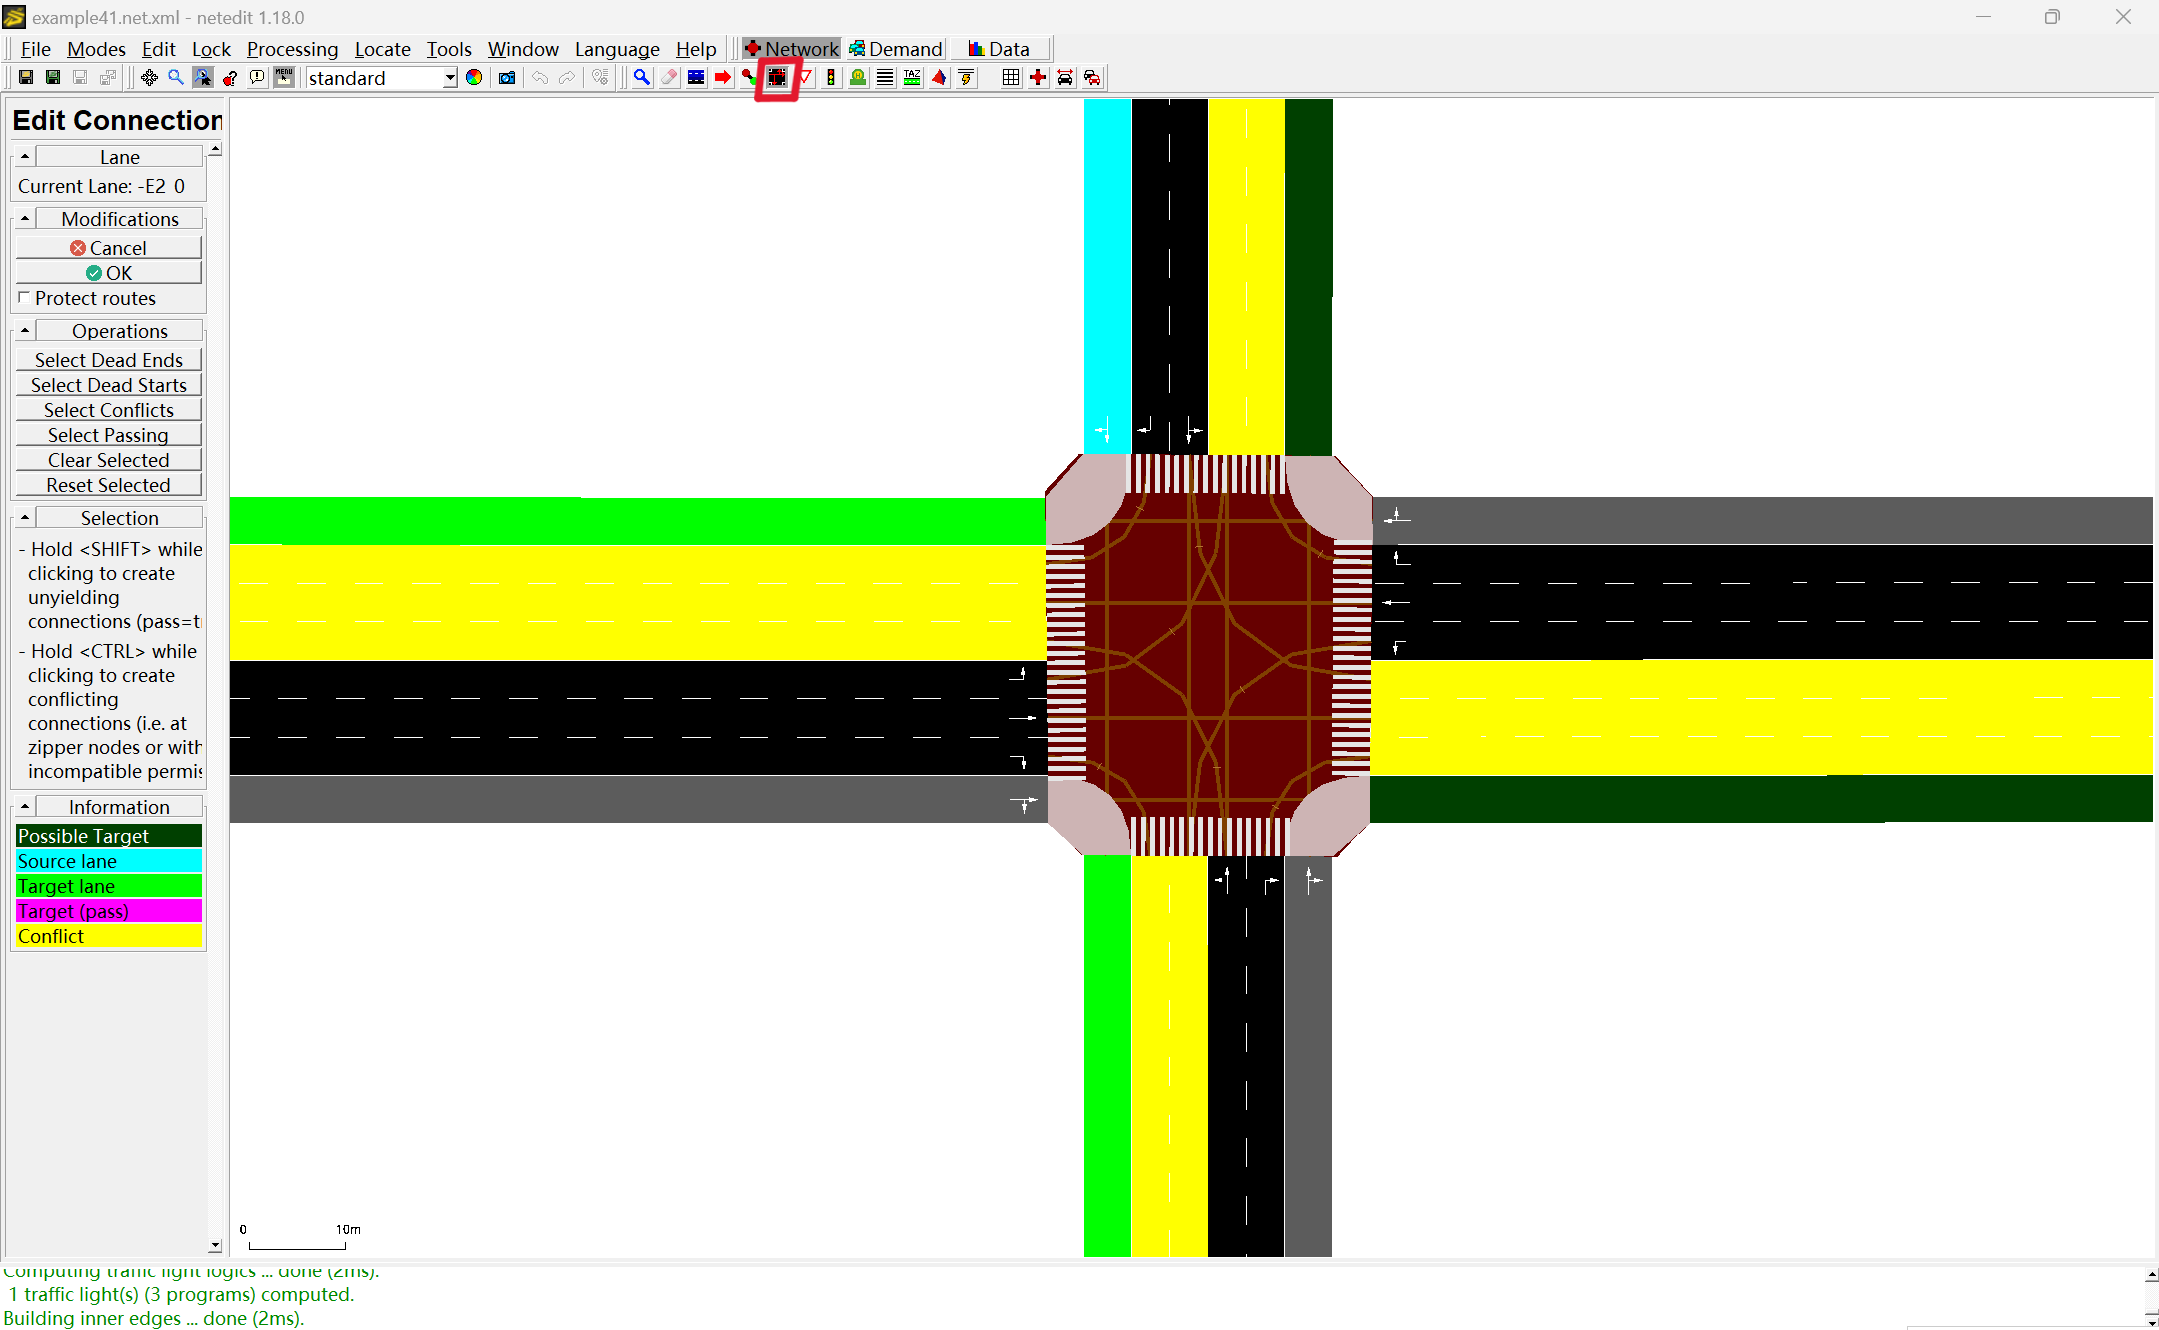 example41.net.xml - netedit 1.18.0
File Modes Edit Lock Processing Locate Tools Window Language Help Network Demand Data
MENU standard TAZ
Edit Connection
Lane
Current Lane: -E2 0
Modifications
Cancel
OK
Protect routes
Operations
Select Dead Ends
Select Dead Starts
Select Conflicts
Select Passing
Clear Selected
Reset Selected
Selection
- Hold <SHIFT> while
clicking to create
unyielding
connections (pass=t
- Hold <CTRL> while
clicking to create
conflicting
connections (i.e. at
zipper nodes or with
incompatible permis
Information
Possible Target
Source lane
Target lane
Target (pass)
Conflict
0 10m
Computing traffic light logics ... done (2ms).
1 traffic light(s) (3 programs) computed.
Building inner edges ... done (2ms).